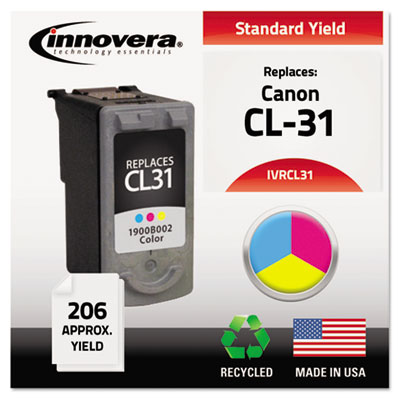 innovera®
technology essentials
Standard Yield
Replaces:
Canon
CL-31
IVRCL31
REPLACES
CL31
1900B002
Color
206
APPROX.
YIELD
RECYCLED
MADE IN USA